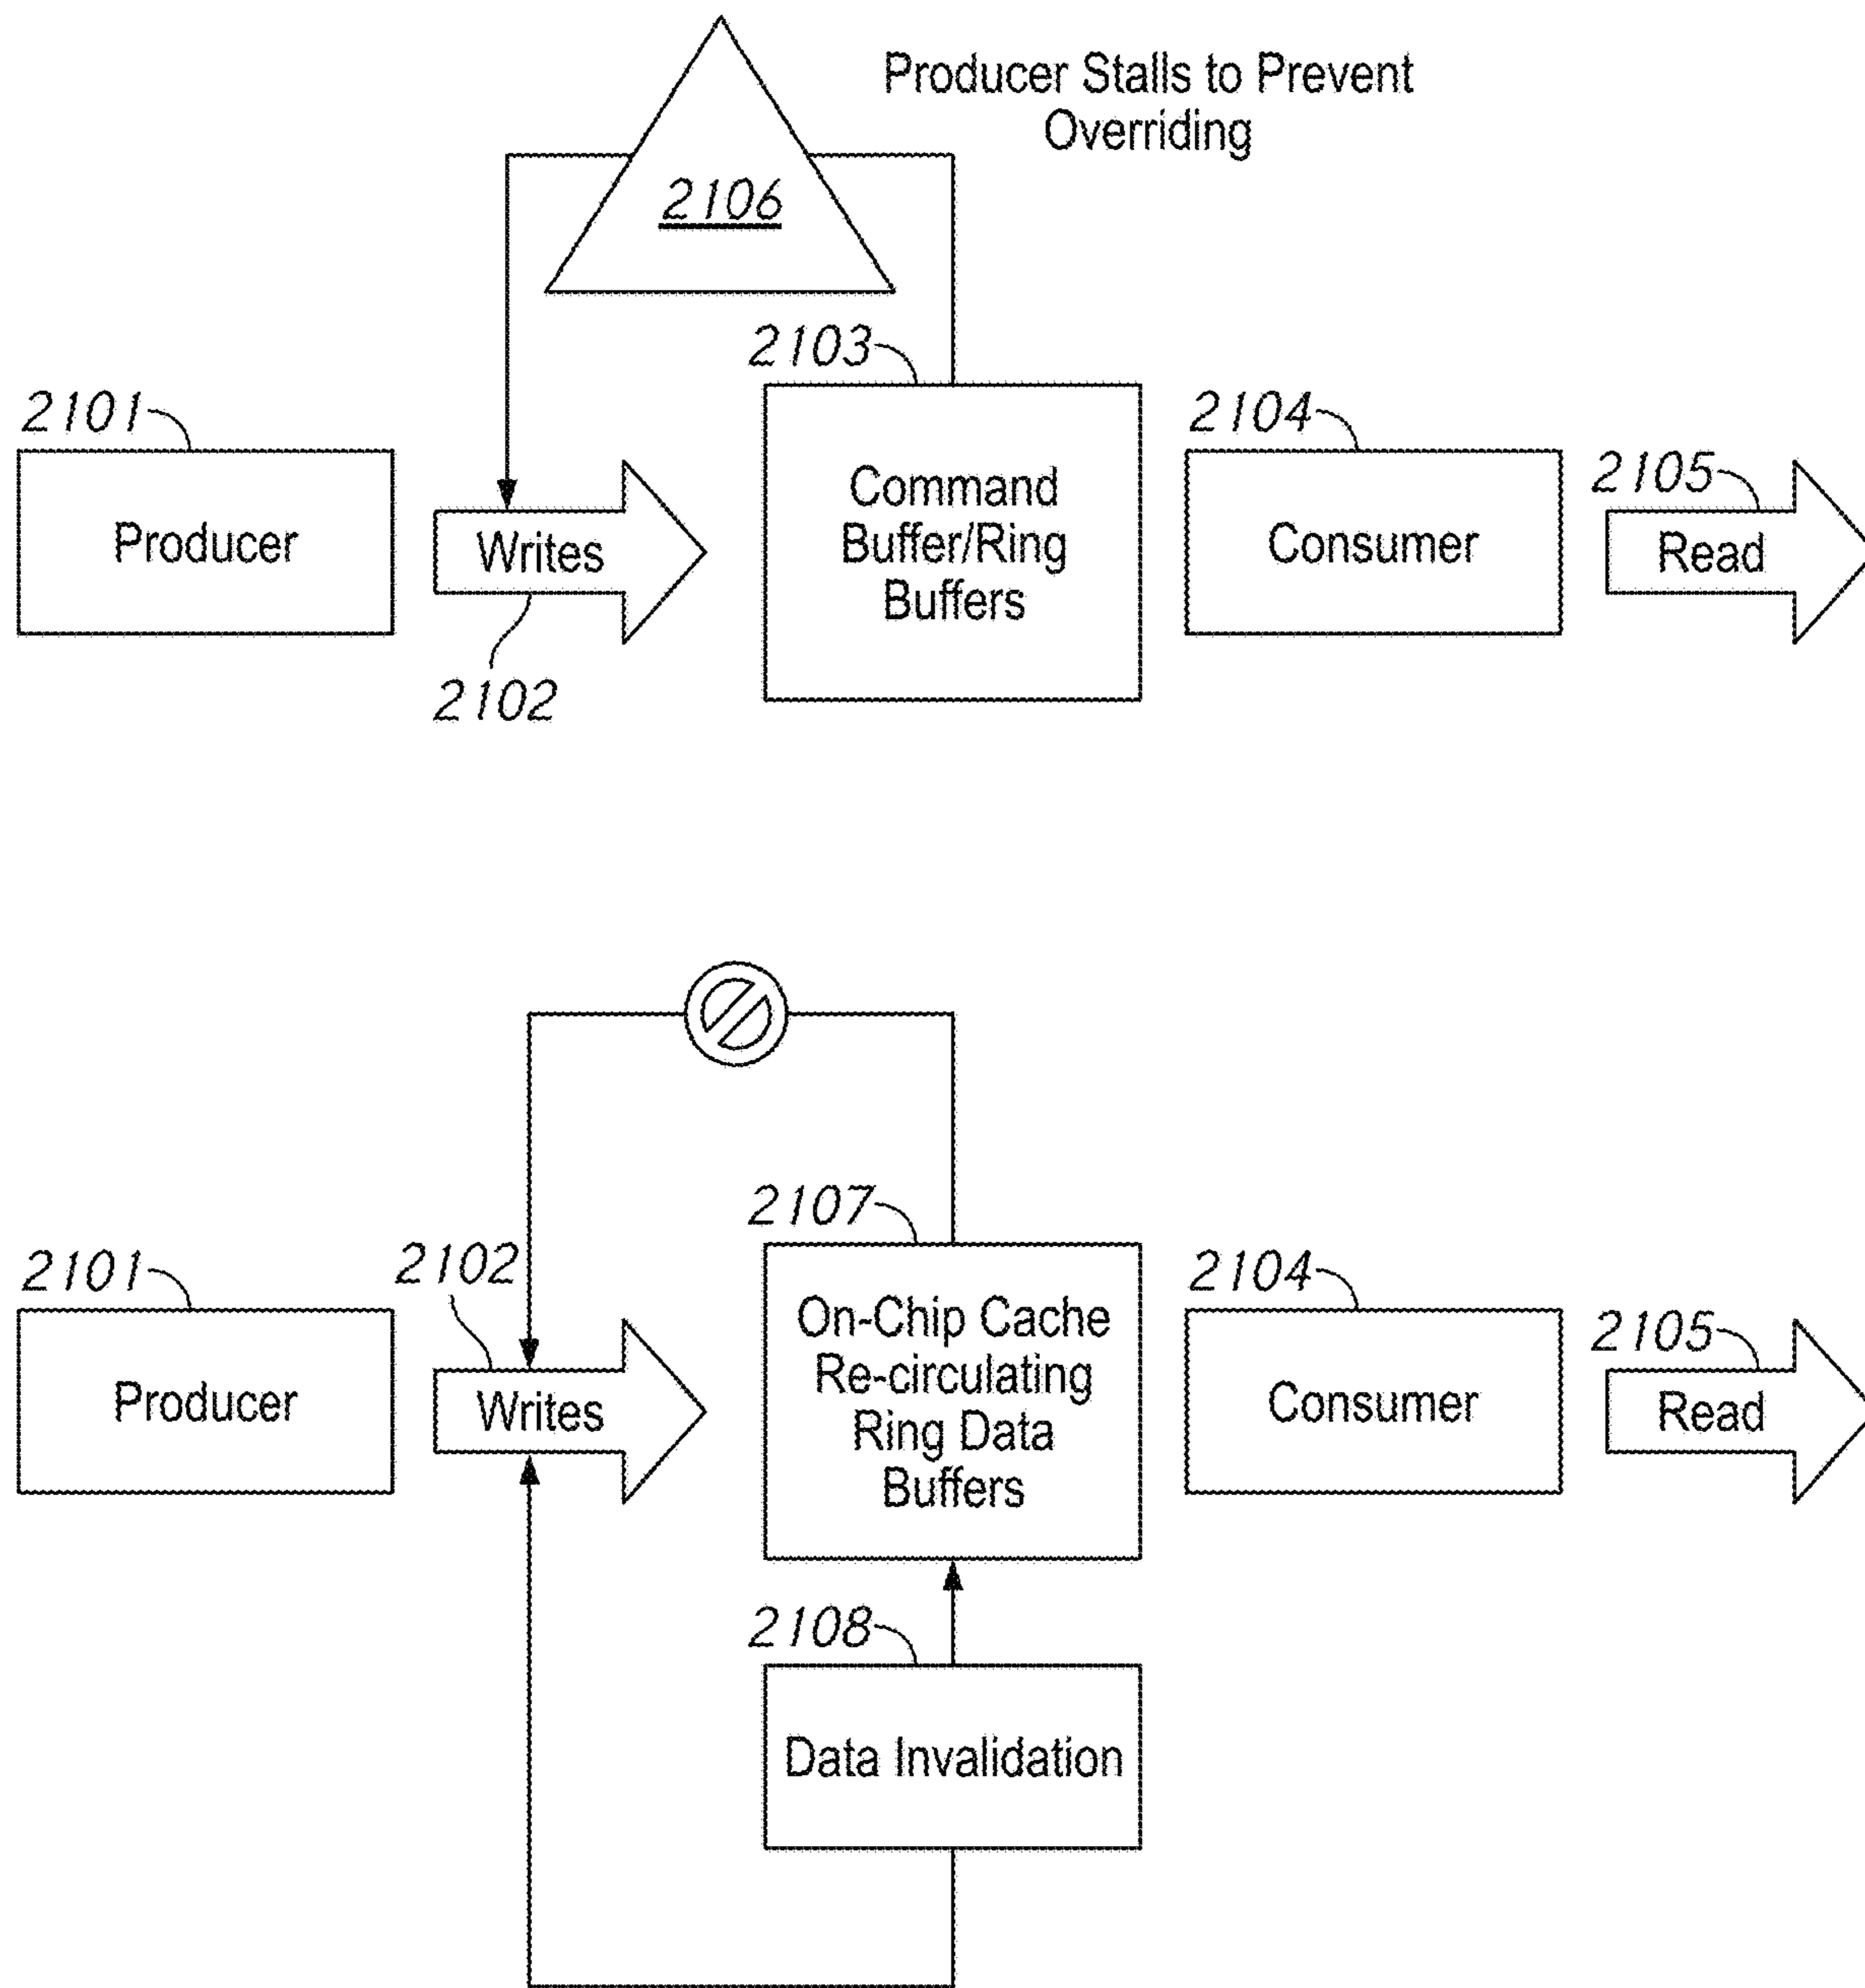 Producer Stalls to Prevent
Overriding
2106
2103
2101
2104
2105
Producer
Writes
Command
Buffer/Ring
Buffers
Consumer
Read
2102
2107
2101
2102
2104
2105
Producer
Writes
On-Chip Cache
Re-circulating
Ring Data
Buffers
Consumer
Read
2108
Data Invalidation